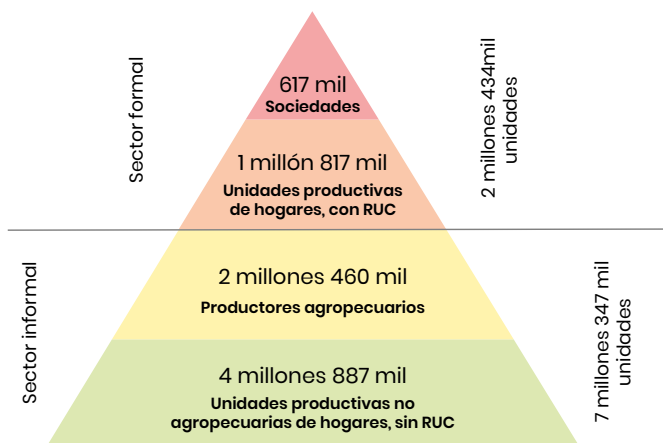 617 mil
Sociedades
Sector formal
2 millones 434mil
unidades
1 millón 817 mil
Unidades productivas
de hogares, con RUC
2 millones 460 mil
Productores agropecuarios
Sector informal
7 millones 347 mil
unidades
4 millones 887 mil
Unidades productivas no
agropecuarias de hogares, sin RUC